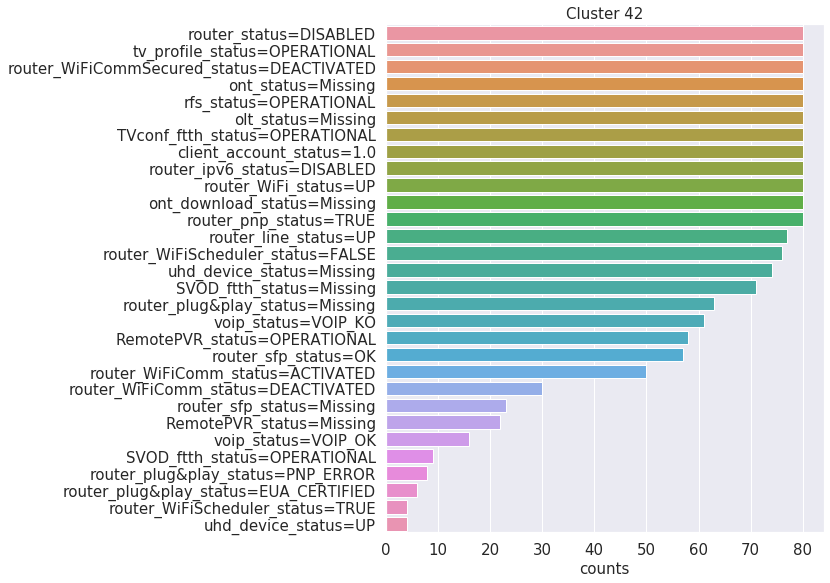 Cluster 42
router_status=DISABLED
tv_profile_status=OPERATIONAL
router_WiFiCommSecured_status=DEACTIVATED
ont_status=Missing
rfs_status=OPERATIONAL
olt_status=Missing
TVconf_ftth_status=OPERATIONAL
client_account_status=1.0
router_ipv6_status=DISABLED
router_WiFi_status=UP
ont_download_status=Missing
router_pnp_status=TRUE
router_line_status=UP
router_WiFiScheduler_status=FALSE
uhd_device_status=Missing
SVOD_ftth_status=Missing
router_plug&play_status=Missing
voip_status=VOIP_KO
RemotePVR_status=OPERATIONAL
router_sfp_status=OK
router_WiFiComm_status=ACTIVATED
router_WiFiComm_status=DEACTIVATED
router_sfp_status=Missing
RemotePVR_status=Missing
voip_status=VOIP_OK
SVOD_ftth_status=OPERATIONAL
router_plug&play_status=PNP_ERROR
router_plug&play_status=EUA_CERTIFIED
router_WiFiScheduler_status=TRUE
uhd_device_status=UP
0 10 20 30 40 50 60 70 80
counts